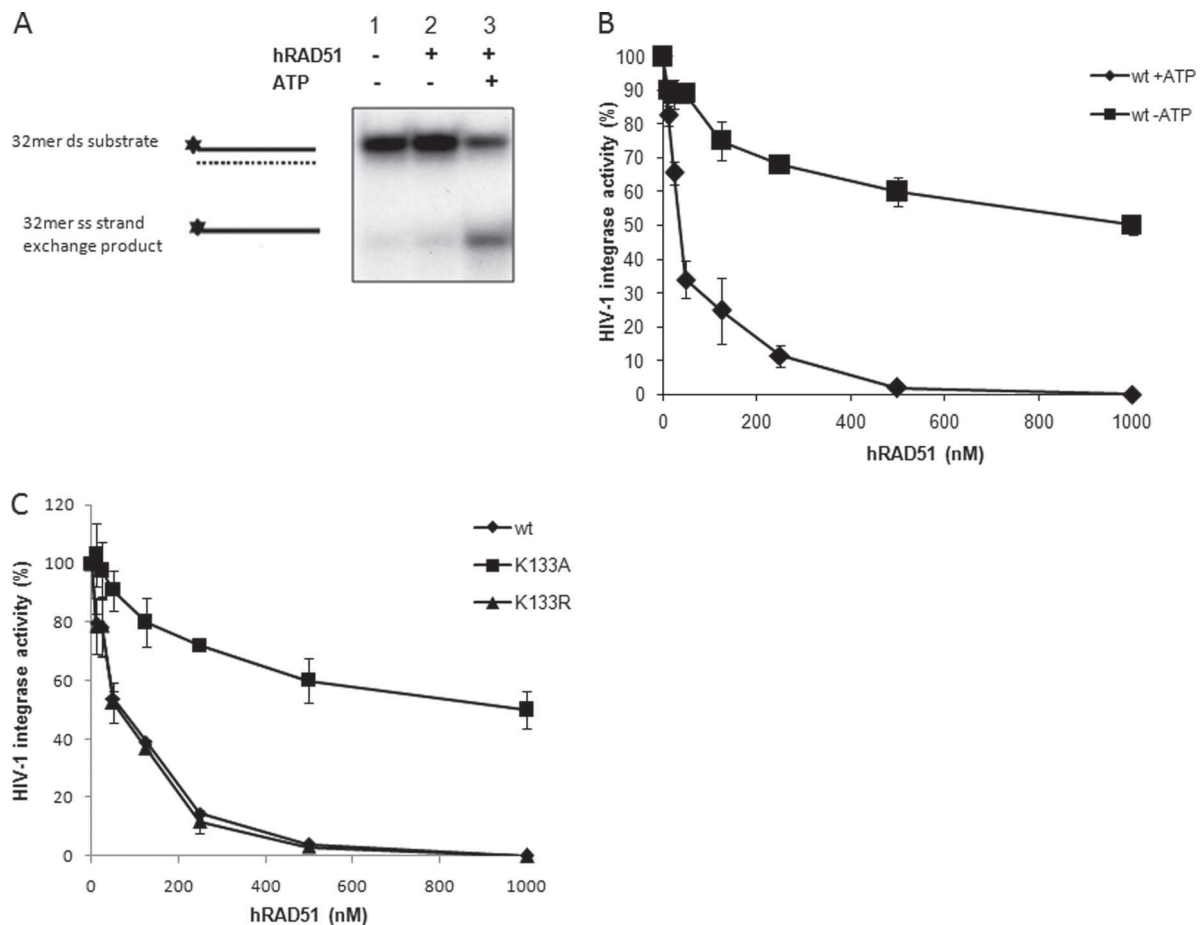 A
1 2 3
hRAD51 - + +
ATP - - +
32mer ds substrate
32mer ss strand
exchange product
B
HIV-1 integrase activity (%)
100
90
80
70
60
50
40
30
20
10
0
0 200 400 600 800 1000
hRAD51 (nM)
wt +ATP
wt -ATP
C
HIV-1 integrase activity (%)
120
100
80
60
40
20
0
0 200 400 600 800 1000
hRAD51 (nM)
wt
K133A
K133R